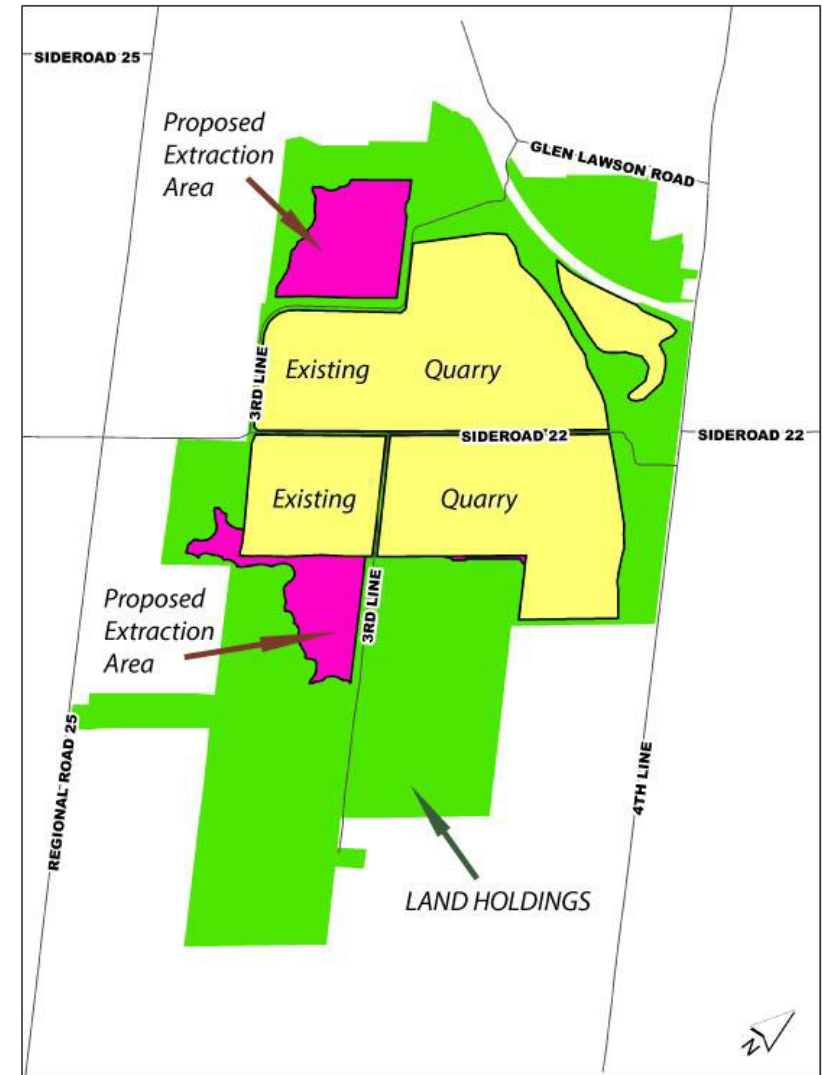 SIDEROAD 25
Proposed
Extraction
Area
GLEN LAWSON ROAD
3RD LINE
Existing
Quarry
SIDEROAD 22
SIDEROAD 22
Existing
Quarry
Proposed
Extraction
Area
3RD LINE
REGIONAL ROAD 25
4TH LINE
LAND HOLDINGS
N